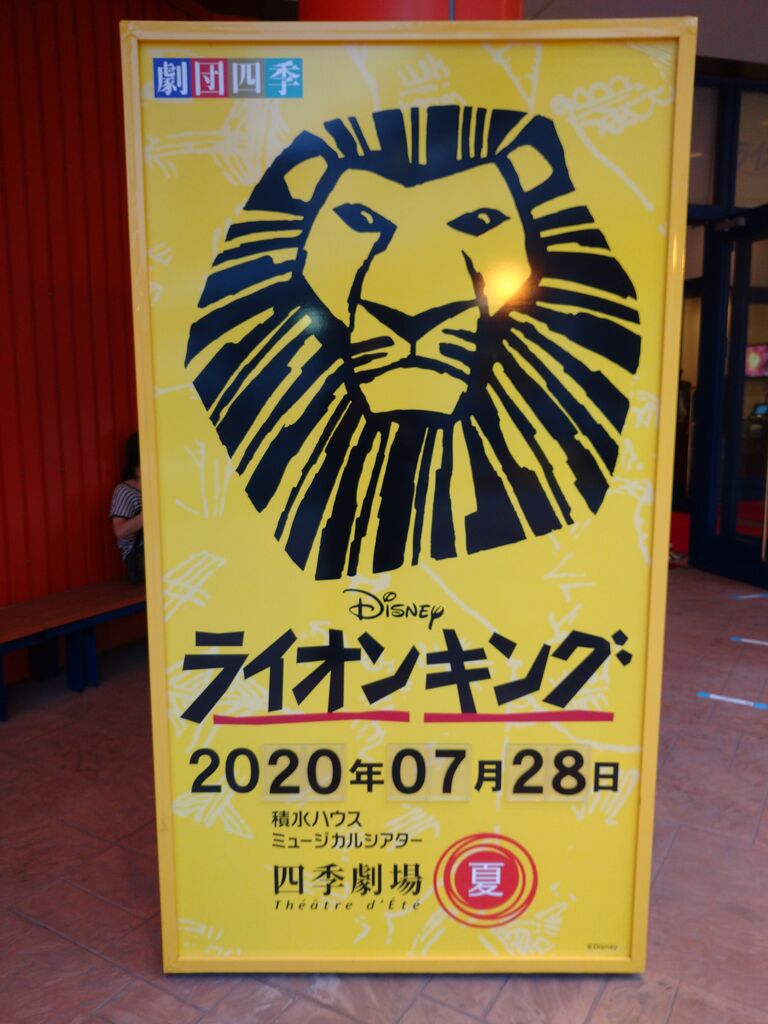 劇団四季
Disney
ライオンキング
2020年07月28日
積水ハウス
ミュージカルシアター
四季劇場
夏
Théâtre d'Été
©Disney